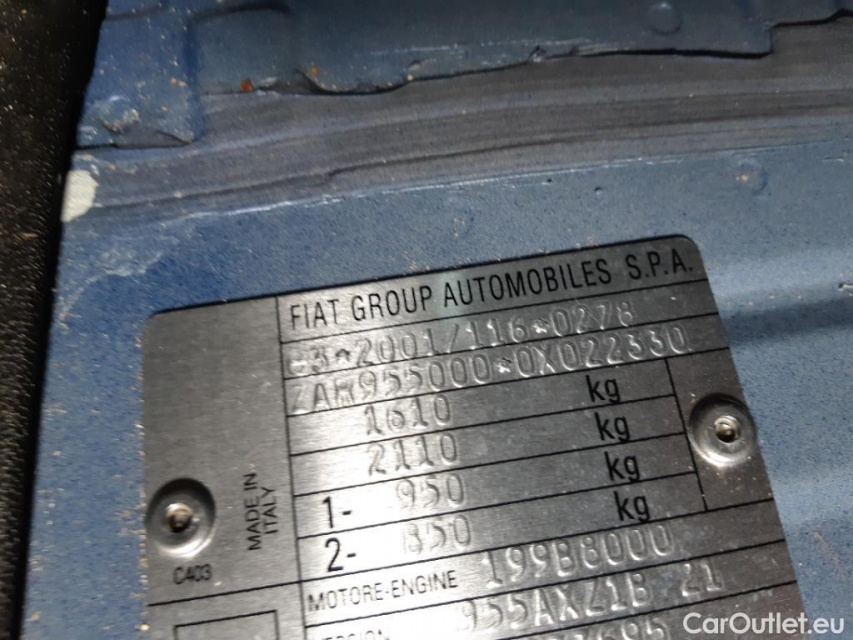 FIAT GROUP AUTOMOBILES S.P.A.
e3*2001/116*0278
ZAR955000*0X022330
1610 kg
2110 kg
1- 950 kg
2- 850 kg
MADE IN
ITALY
C403
MOTORE-ENGINE 199B8000
955AXZ1B 21
CarOutlet.eu